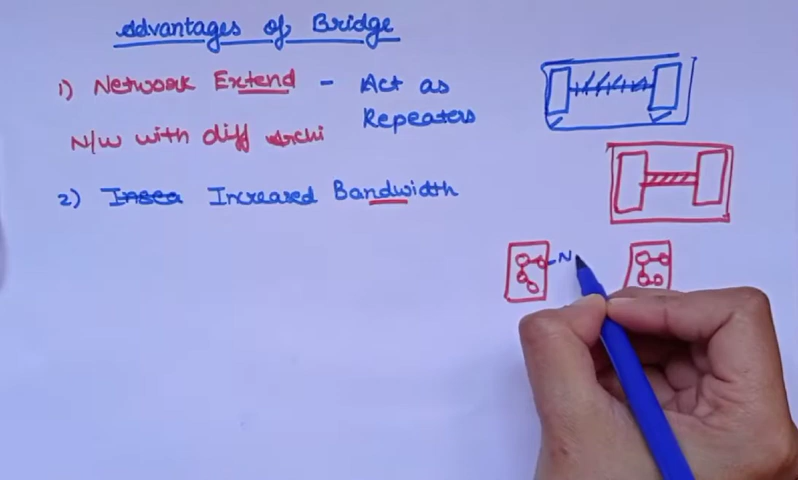 Advantages of Bridge
1) Network Extend - Act as
Repeaters
N/w with diff Archi
2) Increased Bandwidth
N